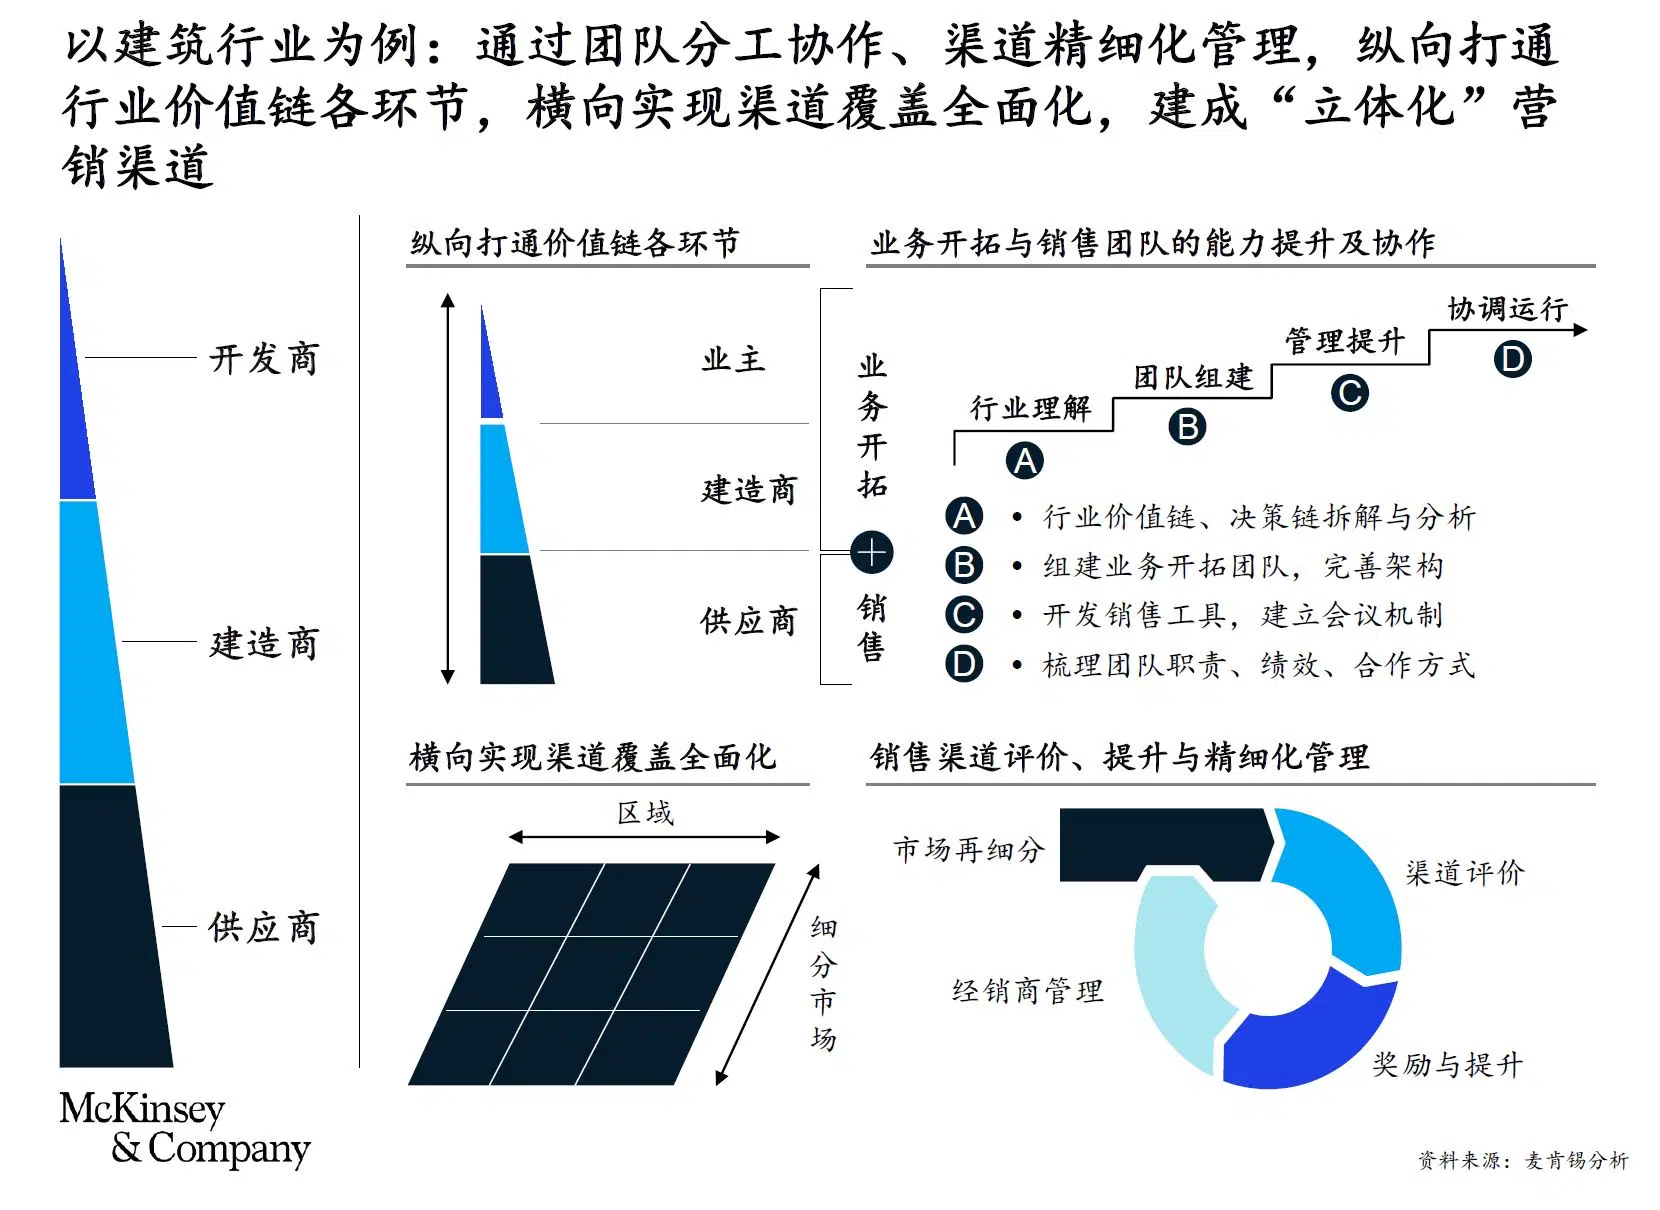 以建筑行业为例：通过团队分工协作、渠道精细化管理，纵向打通
行业价值链各环节，横向实现渠道覆盖全面化，建成“立体化”营
销渠道
开发商
建造商
供应商
纵向打通价值链各环节
业主
建造商
供应商
业务开拓
销售
业务开拓与销售团队的能力提升及协作
行业理解
A
团队组建
B
管理提升
C
协调运行
D
A • 行业价值链、决策链拆解与分析
B • 组建业务开拓团队，完善架构
C • 开发销售工具，建立会议机制
D • 梳理团队职责、绩效、合作方式
横向实现渠道覆盖全面化
区域
细分市场
销售渠道评价、提升与精细化管理
市场再细分
渠道评价
经销商管理
奖励与提升
McKinsey
& Company
资料来源：麦肯锡分析